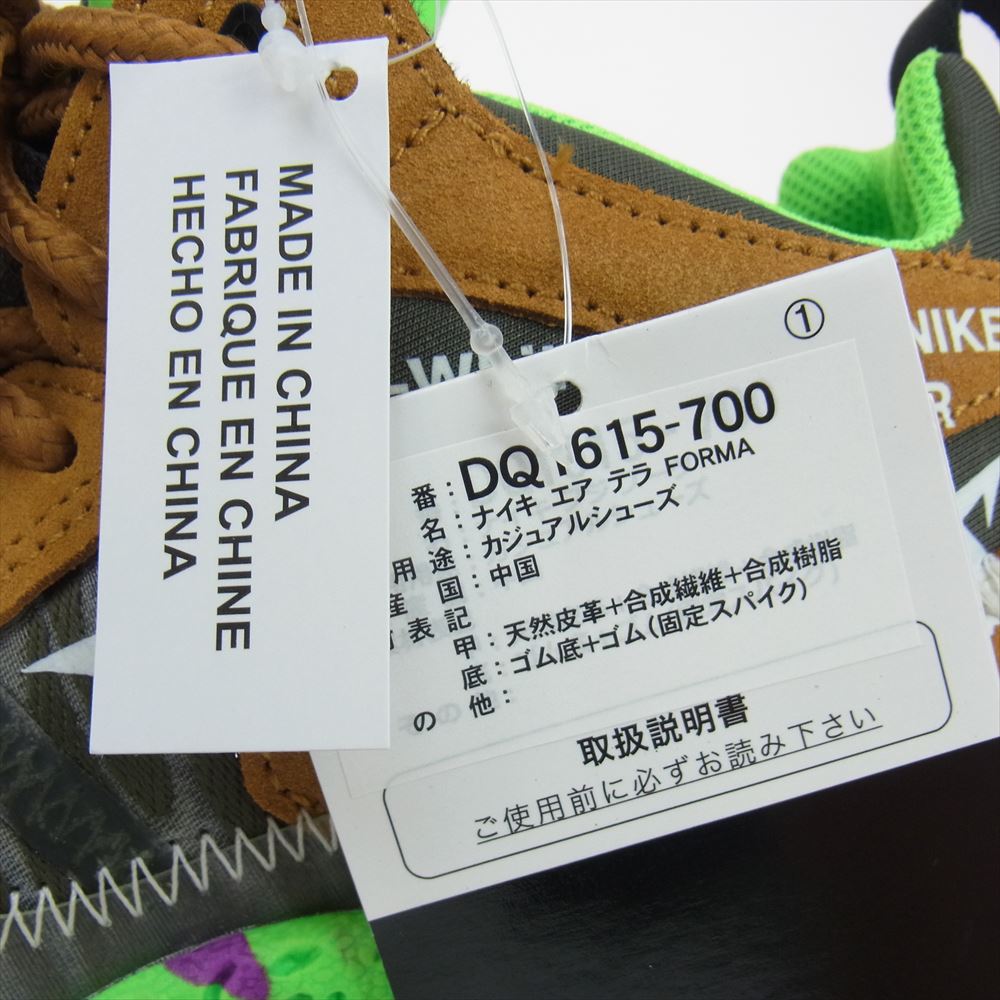 MADE IN CHINA
FABRIQUE EN CHINE
HECHO EN CHINA
①
番: DQ1615-700
名: ナイキ エア テラ FORMA
用途: カジュアルシューズ
産国: 中国
表記
甲: 天然皮革+合成繊維+合成樹脂
底: ゴム底+ゴム(固定スパイク)
の他:
取扱説明書
ご使用前に必ずお読み下さい
NIKE